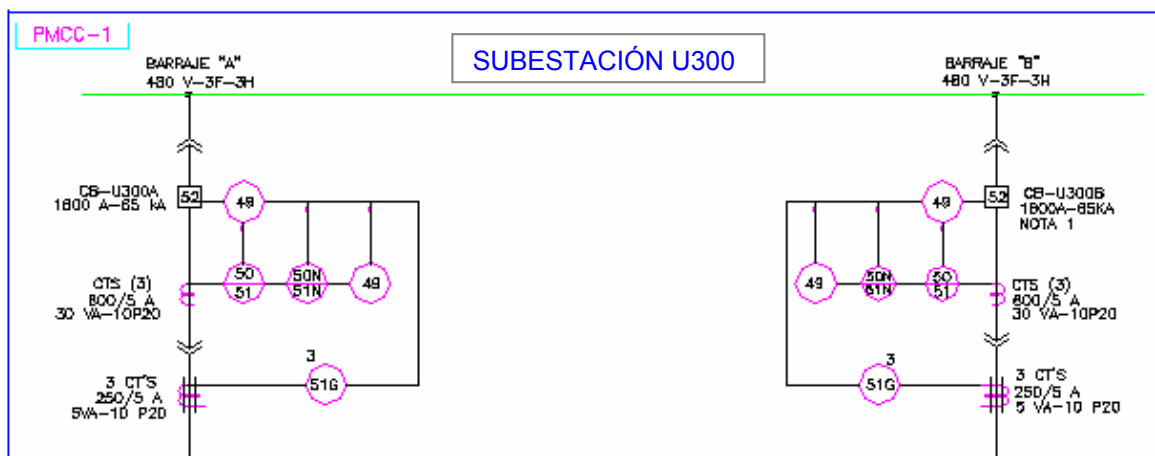 PMCC-1
SUBESTACIÓN U300
BARRAJE "A"
480 V-3F-3H
BARRAJE "B"
480 V-3F-3H
CB-U300A
1600 A-65 kA
52
49
49
52
CB-U300B
1600A-65KA
NOTA 1
CTS (3)
800/5 A
30 VA-10P20
50
51
50N
51N
49
49
50N
51N
50
51
CTS (3)
800/5 A
30 VA-10P20
3 CT'S
250/5 A
5VA-10 P20
3
51G
3
51G
3 CT'S
250/5 A
5 VA-10 P20